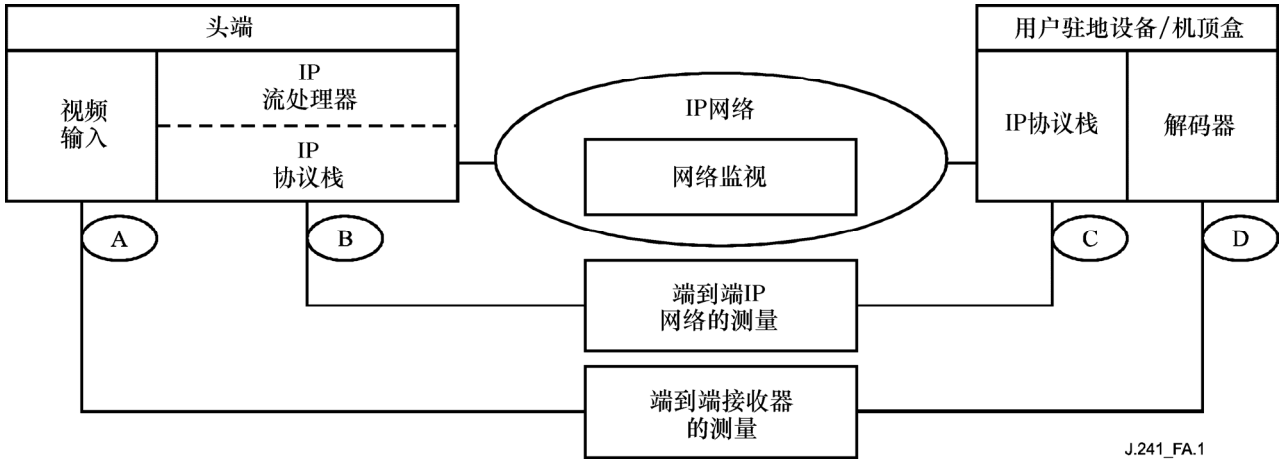 头端
用户驻地设备/机顶盒
视频
输入
IP
流处理器
IP
协议栈
IP网络
网络监视
IP协议栈
解码器
A
B
C
D
端到端IP
网络的测量
端到端接收器
的测量
J.241_FA.1